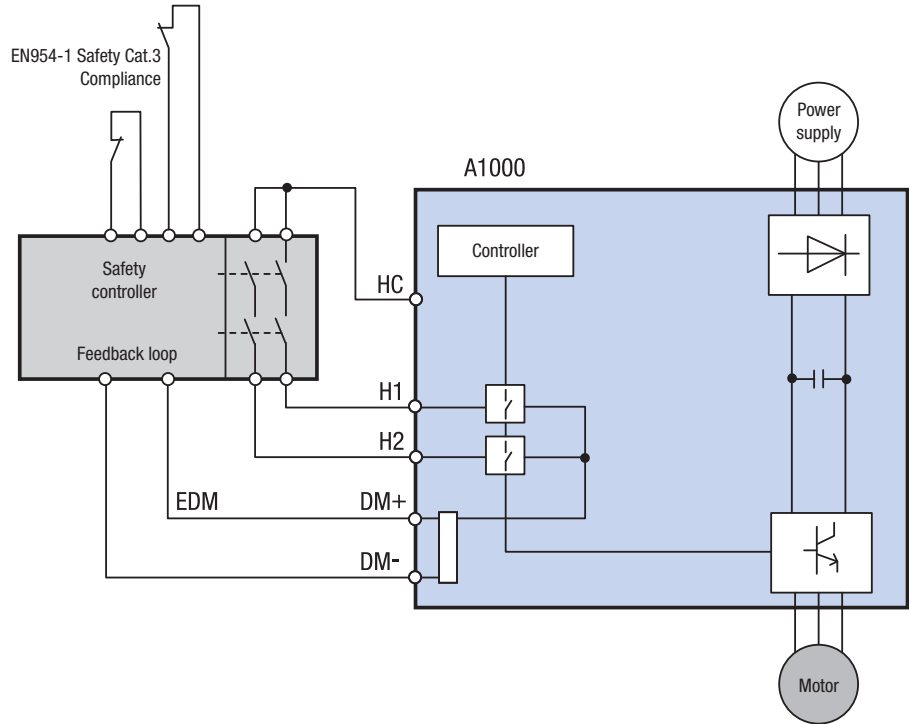 EN954-1 Safety Cat.3
Compliance
Power
supply
A1000
Controller
Safety
controller
HC
Feedback loop
H1
H2
EDM
DM+
DM-
Motor